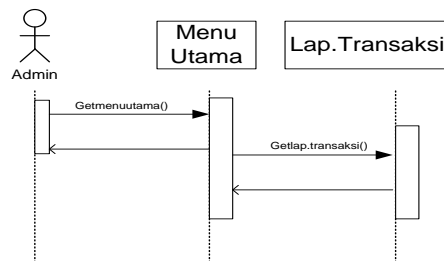 Menu
Utama
Lap.Transaksi
Admin
Getmenuutama()
Getlap.transaksi()